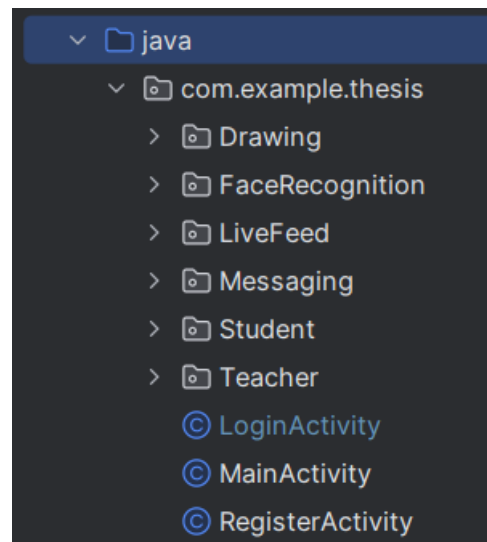 java
com.example.thesis
Drawing
FaceRecognition
LiveFeed
Messaging
Student
Teacher
LoginActivity
MainActivity
RegisterActivity